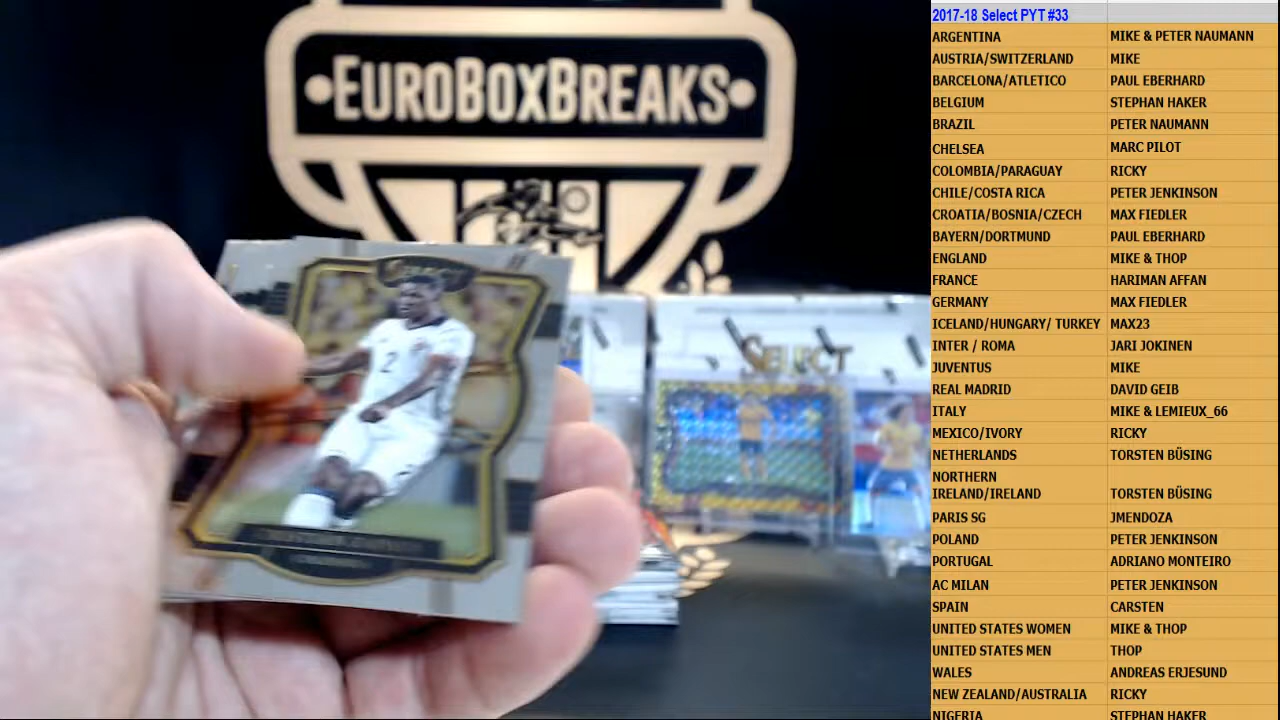 EUROBOXBREAKS
SELECT
2
SELECT
2017-18 Select PYT #33
ARGENTINA MIKE & PETER NAUMANN
AUSTRIA/SWITZERLAND MIKE
BARCELONA/ATLETICO PAUL EBERHARD
BELGIUM STEPHAN HAKER
BRAZIL PETER NAUMANN
CHELSEA MARC PILOT
COLOMBIA/PARAGUAY RICKY
CHILE/COSTA RICA PETER JENKINSON
CROATIA/BOSNIA/CZECH MAX FIEDLER
BAYERN/DORTMUND PAUL EBERHARD
ENGLAND MIKE & THOP
FRANCE HARIMAN AFFAN
GERMANY MAX FIEDLER
ICELAND/HUNGARY/ TURKEY MAX23
INTER / ROMA JARI JOKINEN
JUVENTUS MIKE
REAL MADRID DAVID GEIB
ITALY MIKE & LEMIEUX_66
MEXICO/IVORY RICKY
NETHERLANDS TORSTEN BÜSING
NORTHERN
IRELAND/IRELAND TORSTEN BÜSING
PARIS SG JMENDOZA
POLAND PETER JENKINSON
PORTUGAL ADRIANO MONTEIRO
AC MILAN PETER JENKINSON
SPAIN CARSTEN
UNITED STATES WOMEN MIKE & THOP
UNITED STATES MEN THOP
WALES ANDREAS ERJESUND
NEW ZEALAND/AUSTRALIA RICKY
NIGERIA STEPHAN HAKER